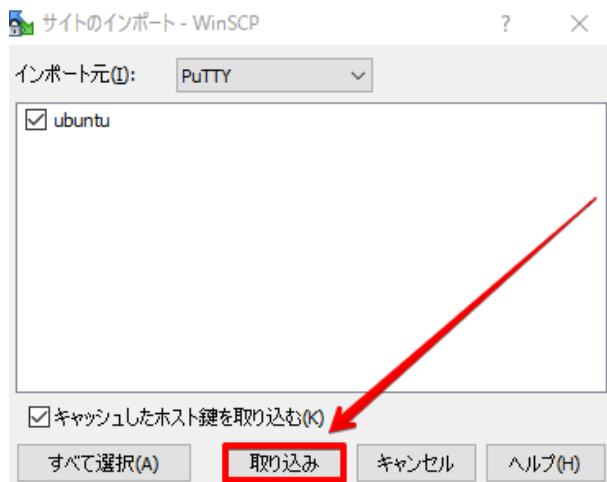 サイトのインポート - WinSCP ?
インポート元(I): PuTTY
ubuntu
キャッシュしたホスト鍵を取り込む(K)
すべて選択(A) 取り込み キャンセル ヘルプ(H)